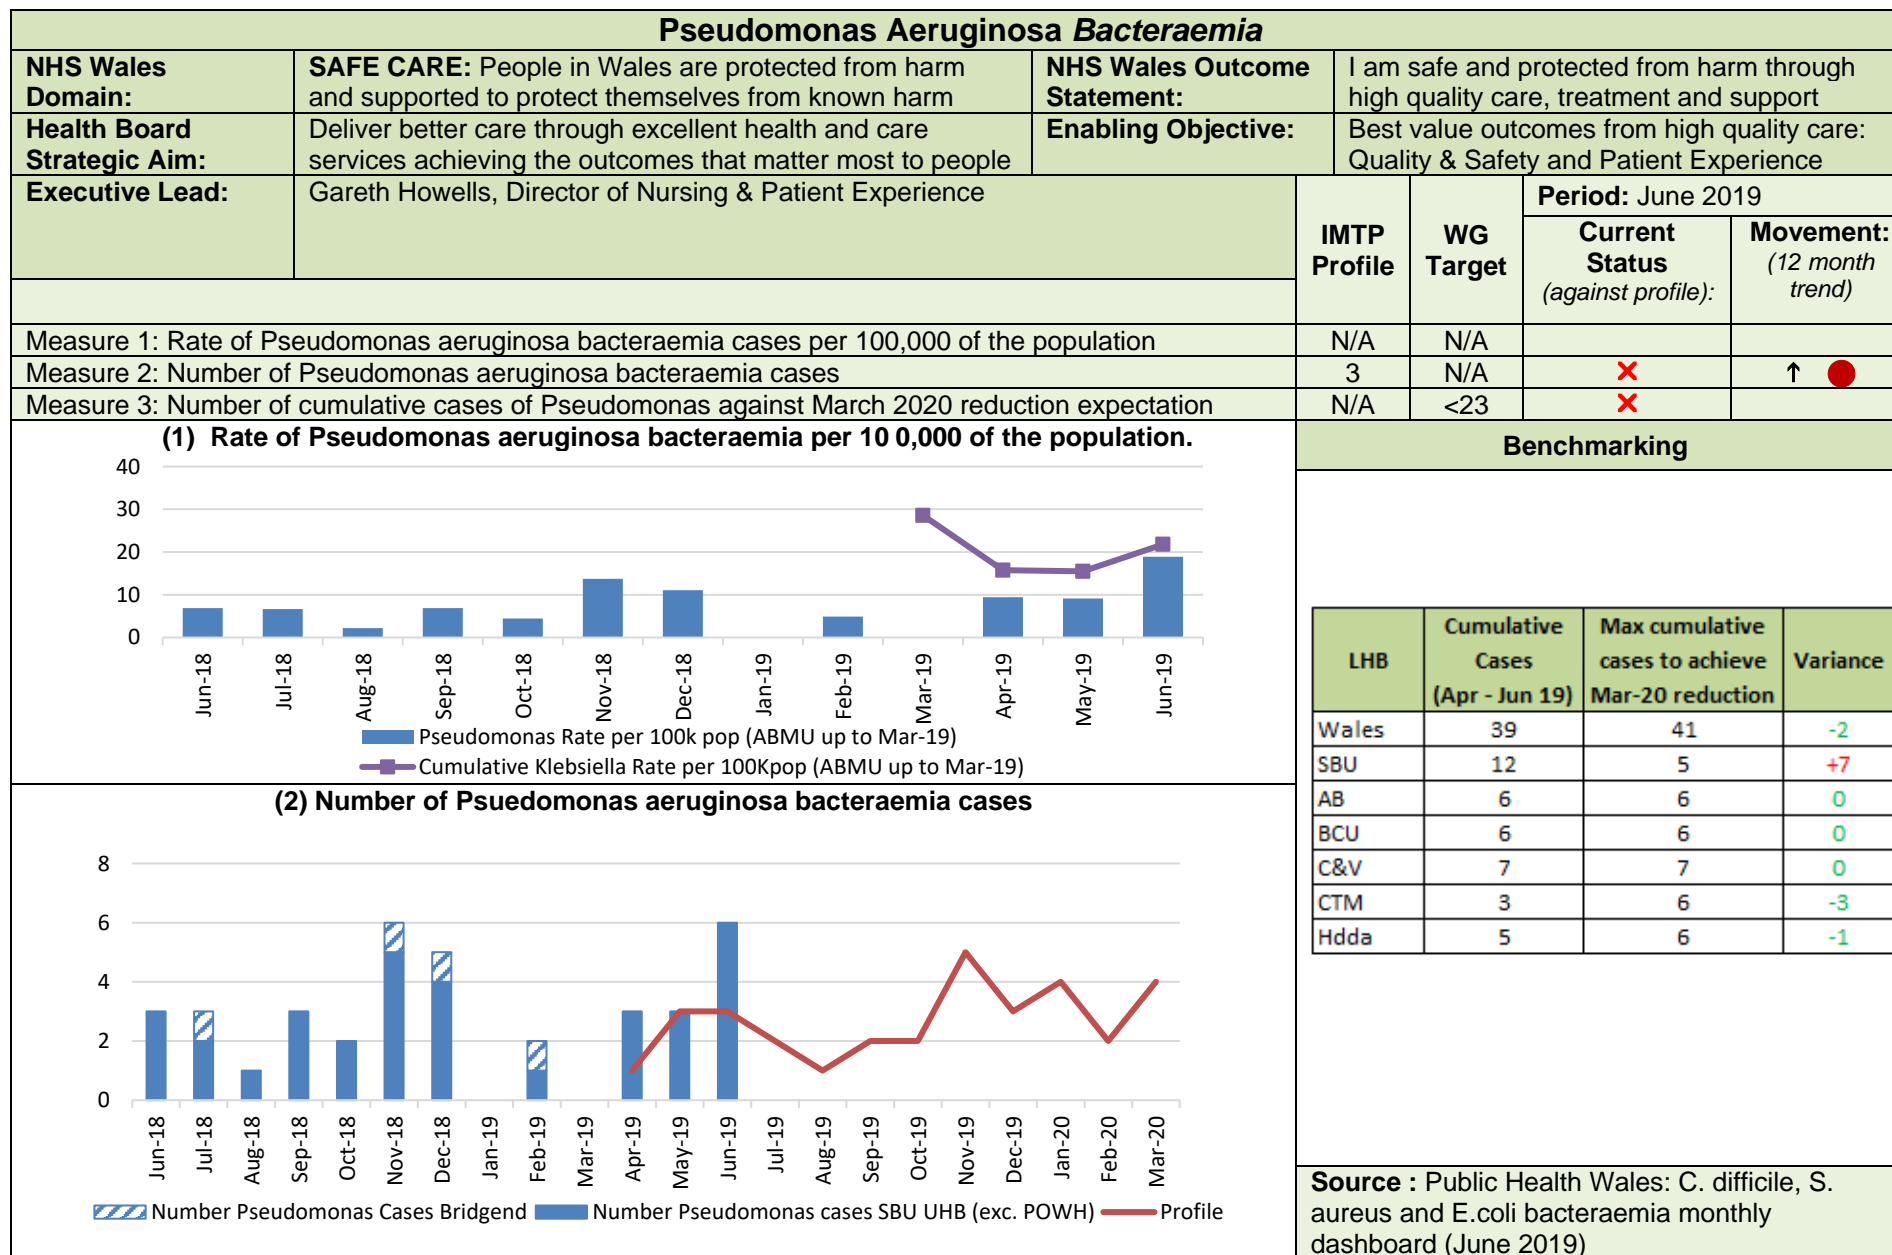 Pseudomonas Aeruginosa Bacteraemia
NHS Wales Domain:
SAFE CARE: People in Wales are protected from harm
and supported to protect themselves from known harm
NHS Wales Outcome
Statement:
I am safe and protected from harm through
high quality care, treatment and support
Health Board
Strategic Aim:
Deliver better care through excellent health and care
services achieving the outcomes that matter most to people
Enabling Objective:
Best value outcomes from high quality care:
Quality & Safety and Patient Experience
Executive Lead:
Gareth Howells, Director of Nursing & Patient Experience
IMTP
Profile
WG
Target
Period: June 2019
Current
Status
(against profile):
Movement:
(12 month
trend)
Measure 1: Rate of Pseudomonas aeruginosa bacteraemia cases per 100,000 of the population
N/A
N/A
Measure 2: Number of Pseudomonas aeruginosa bacteraemia cases
3
N/A
Measure 3: Number of cumulative cases of Pseudomonas against March 2020 reduction expectation
N/A
<23
(1) Rate of Pseudomonas aeruginosa bacteraemia per 10 0,000 of the population.
40
30
20
10
0
Jun-18
Jul-18
Aug-18
Sep-18
Oct-18
Nov-18
Dec-18
Jan-19
Feb-19
Mar-19
Apr-19
May-19
Jun-19
Pseudomonas Rate per 100k pop (ABMU up to Mar-19)
Cumulative Klebsiella Rate per 100Kpop (ABMU up to Mar-19)
(2) Number of Psuedomonas aeruginosa bacteraemia cases
8
6
4
2
0
Jun-18
Jul-18
Aug-18
Sep-18
Oct-18
Nov-18
Dec-18
Jan-19
Feb-19
Mar-19
Apr-19
May-19
Jun-19
Jul-19
Aug-19
Sep-19
Oct-19
Nov-19
Dec-19
Jan-20
Feb-20
Mar-20
Number Pseudomonas Cases Bridgend
Number Pseudomonas cases SBU UHB (exc. POWH)
Profile
Benchmarking
LHB
Cumulative
Cases
(Apr - Jun 19)
Max cumulative
cases to achieve
Mar-20 reduction
Variance
Wales 39 41 -2
SBU 12 5 +7
AB 6 6 0
BCU 6 6 0
C&V 7 7 0
CTM 3 6 -3
Hdda 5 6 -1
Source : Public Health Wales: C. difficile, S.
aureus and E.coli bacteraemia monthly
dashboard (June 2019)